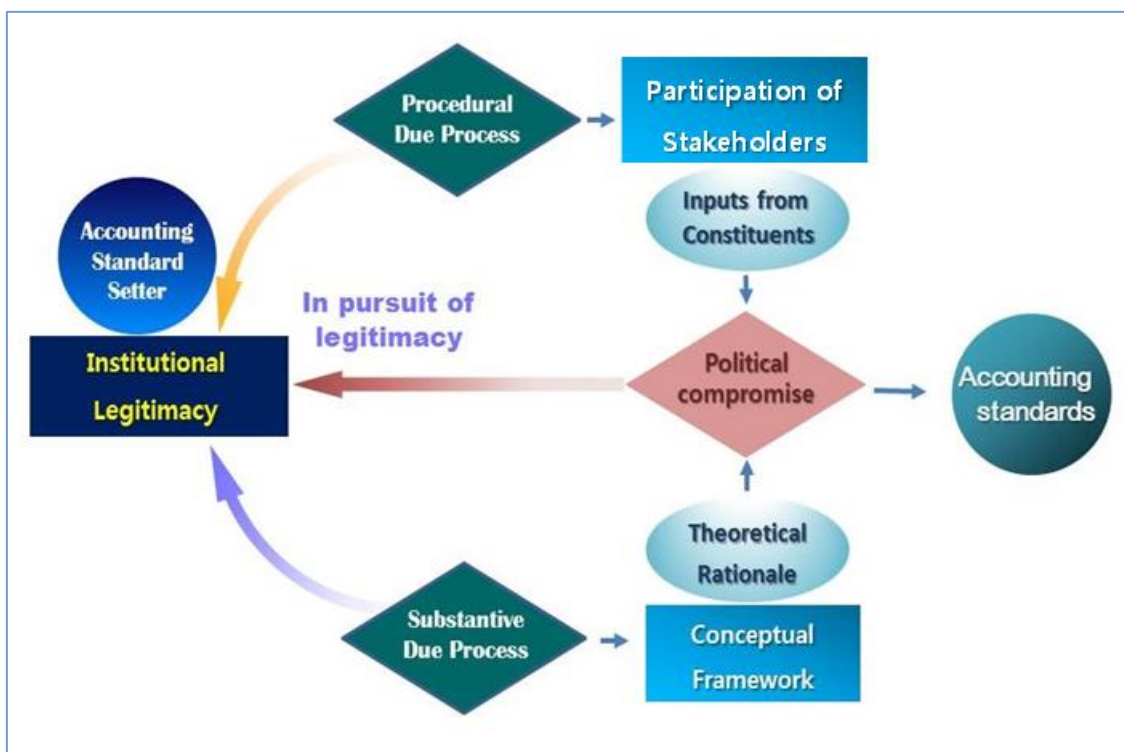 Procedural
Due Process
Participation of
Stakeholders
Inputs from
Constituents
Accounting
Standard
Setter
Institutional
Legitimacy
In pursuit of
legitimacy
Political
compromise
Accounting
standards
Theoretical
Rationale
Substantive
Due Process
Conceptual
Framework